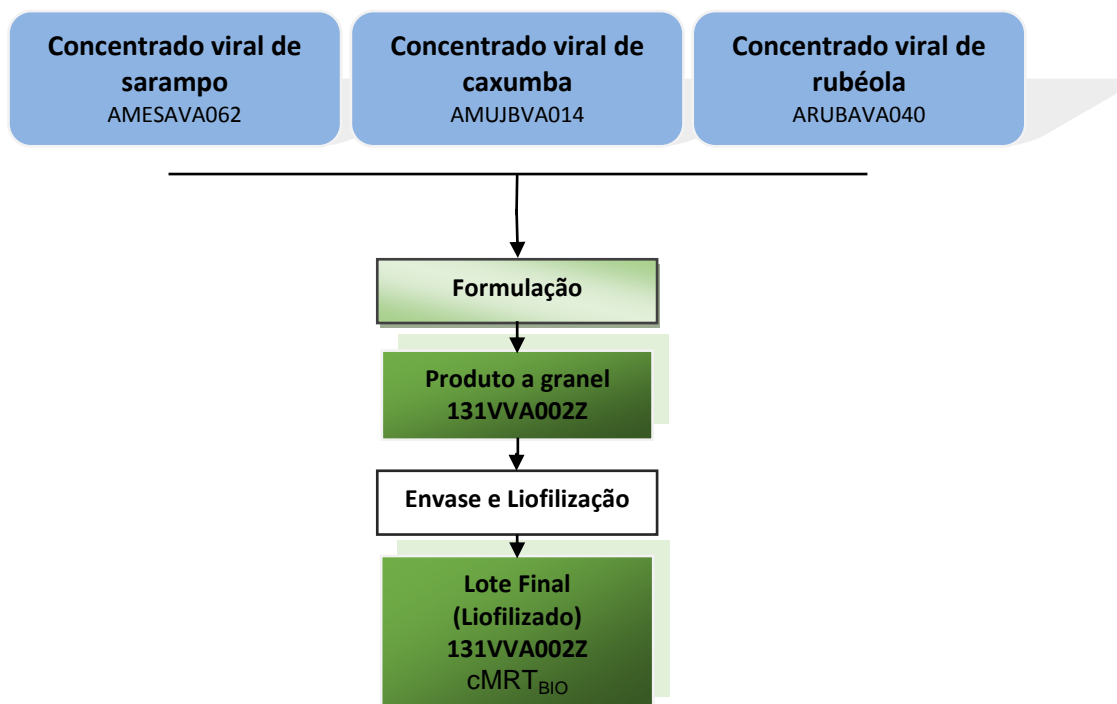 Concentrado viral de
sarampo
AMESAVA062
Concentrado viral de
caxumba
AMUJBVA014
Concentrado viral de
rubéola
ARUBAVA040
Formulação
Produto a granel
131VVA002Z
Envase e Liofilização
Lote Final
(Liofilizado)
131VVA002Z
cMRTBIO